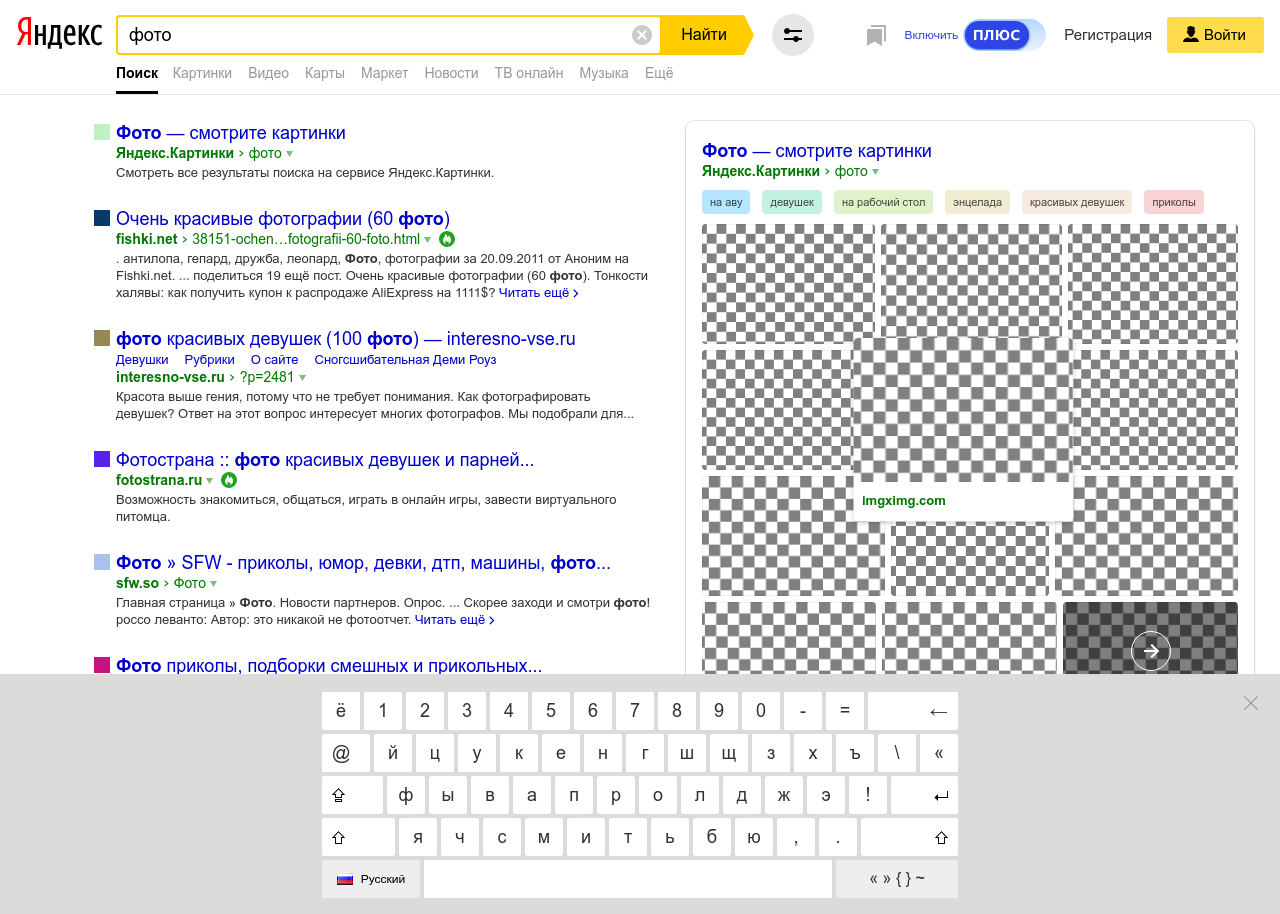 Яндекс
фото
Найти
Включить ПЛЮС
Регистрация
Войти
Поиск Картинки Видео Карты Маркет Новости ТВ онлайн Музыка Ещё
Фото — смотрите картинки
Яндекс.Картинки › фото
Смотреть все результаты поиска на сервисе Яндекс.Картинки.
Очень красивые фотографии (60 фото)
fishki.net › 38151-ochen…fotografii-60-foto.html
. антилопа, гепард, дружба, леопард, Фото, фотографии за 20.09.2011 от Аноним на
Fishki.net. ... поделиться 19 ещё пост. Очень красивые фотографии (60 фото). Тонкости
халявы: как получить купон к распродаже AliExpress на 1111$? Читать ещё ›
фото красивых девушек (100 фото) — interesno-vse.ru
Девушки Рубрики О сайте Сногсшибательная Деми Роуз
interesno-vse.ru › ?p=2481
Красота выше гения, потому что не требует понимания. Как фотографировать
девушек? Ответ на этот вопрос интересует многих фотографов. Мы подобрали для...
Фотострана :: фото красивых девушек и парней...
fotostrana.ru
Возможность знакомиться, общаться, играть в онлайн игры, завести виртуального
питомца.
Фото » SFW - приколы, юмор, девки, дтп, машины, фото...
sfw.so › Фото
Главная страница » Фото. Новости партнеров. Опрос. ... Скорее заходи и смотри фото!
россо леванто: Автор: это никакой не фотоотчет. Читать ещё ›
Фото приколы, подборки смешных и прикольных...
Фото — смотрите картинки
Яндекс.Картинки › фото
на аву девушек на рабочий стол энцелада красивых девушек приколы
imgximg.com
ё 1 2 3 4 5 6 7 8 9 0 - = ←
@ й ц у к е н г ш щ з х ъ \ «
ф ы в а п р о л д ж э !
я ч с м и т ь б ю , .
Русский « » { } ~